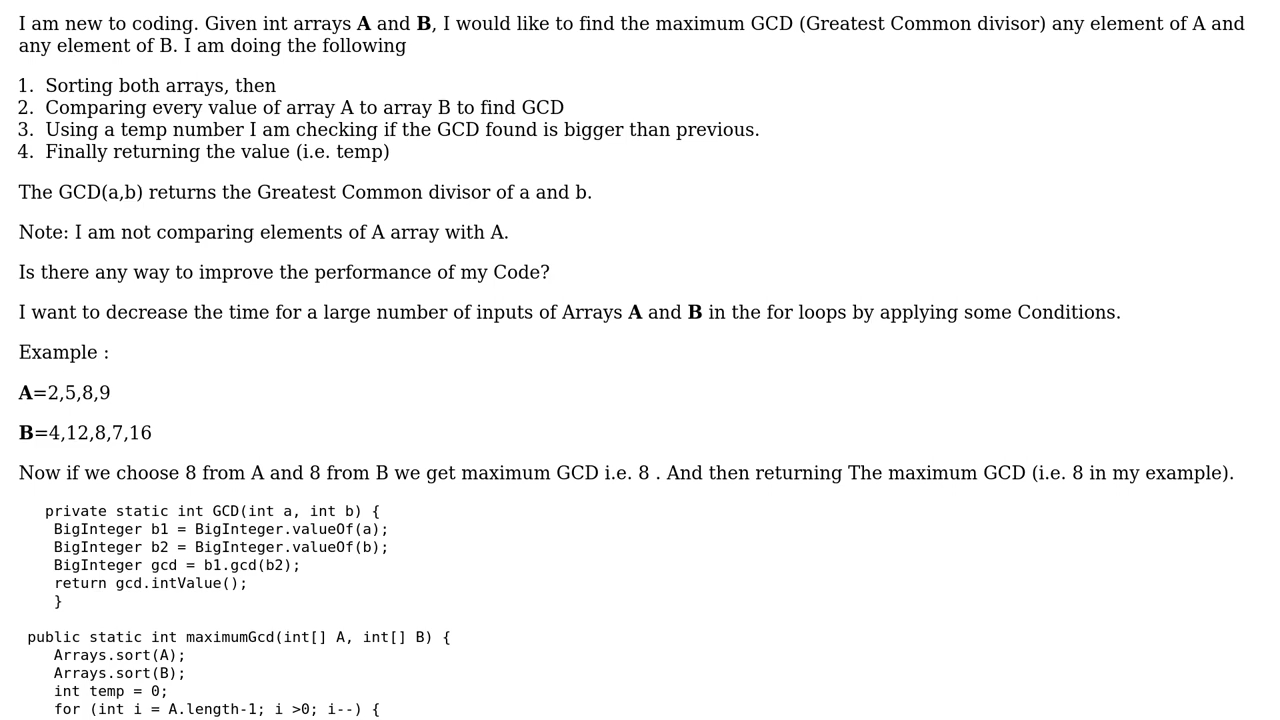 I am new to coding. Given int arrays A and B, I would like to find the maximum GCD (Greatest Common divisor) any element of A and
any element of B. I am doing the following
1. Sorting both arrays, then
2. Comparing every value of array A to array B to find GCD
3. Using a temp number I am checking if the GCD found is bigger than previous.
4. Finally returning the value (i.e. temp)
The GCD(a,b) returns the Greatest Common divisor of a and b.
Note: I am not comparing elements of A array with A.
Is there any way to improve the performance of my Code?
I want to decrease the time for a large number of inputs of Arrays A and B in the for loops by applying some Conditions.
Example :
A=2,5,8,9
B=4,12,8,7,16
Now if we choose 8 from A and 8 from B we get maximum GCD i.e. 8 . And then returning The maximum GCD (i.e. 8 in my example).
private static int GCD(int a, int b) {
BigInteger b1 = BigInteger.valueOf(a);
BigInteger b2 = BigInteger.valueOf(b);
BigInteger gcd = b1.gcd(b2);
return gcd.intValue();
}
public static int maximumGcd(int[] A, int[] B) {
Arrays.sort(A);
Arrays.sort(B);
int temp = 0;
for (int i = A.length-1; i >0; i--) {